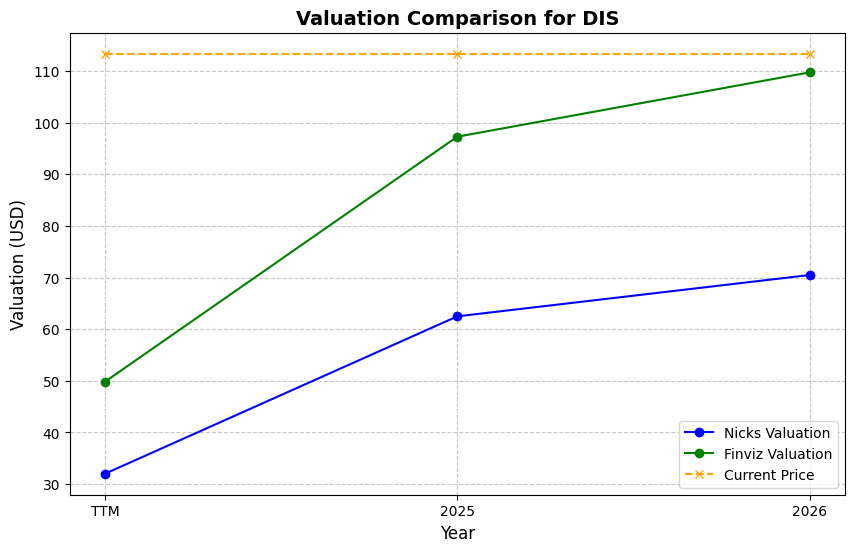 Valuation Comparison for DIS
Valuation (USD)
110
100
90
80
70
60
50
40
30
TTM
2025
2026
Year
Nicks Valuation
Finviz Valuation
Current Price